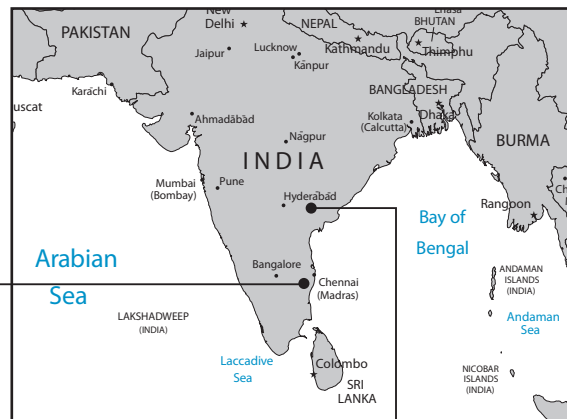 New
Delhi
Lhasa
PAKISTAN
NEPAL
BHUTAN
Jaipur
Lucknow
Kathmandu
Thimphu
Kanpur
Karachi
BANGLADESH
uscat
Ahmadābād
Kolkata
(Calcutta)
Dhaka
Nagpur
BURMA
INDIA
Mumbai
(Bombay)
Pune
Hyderabad
Rangoon
Bay of
Bengal
Arabian
Sea
Bangalore
Chennai
(Madras)
ANDAMAN
ISLANDS
(INDIA)
LAKSHADWEEP
(INDIA)
Andaman
Sea
Laccadive
Sea
Colombo
SRI
LANKA
NICOBAR
ISLANDS
(INDIA)